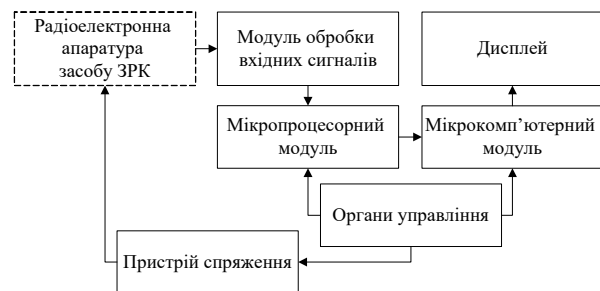 Радіоелектронна
апаратура
засобу ЗРК
Модуль обробки
вхідних сигналів
Дисплей
Мікропроцесорний
модуль
Мікрокомп’ютерний
модуль
Органи управління
Пристрій спряження